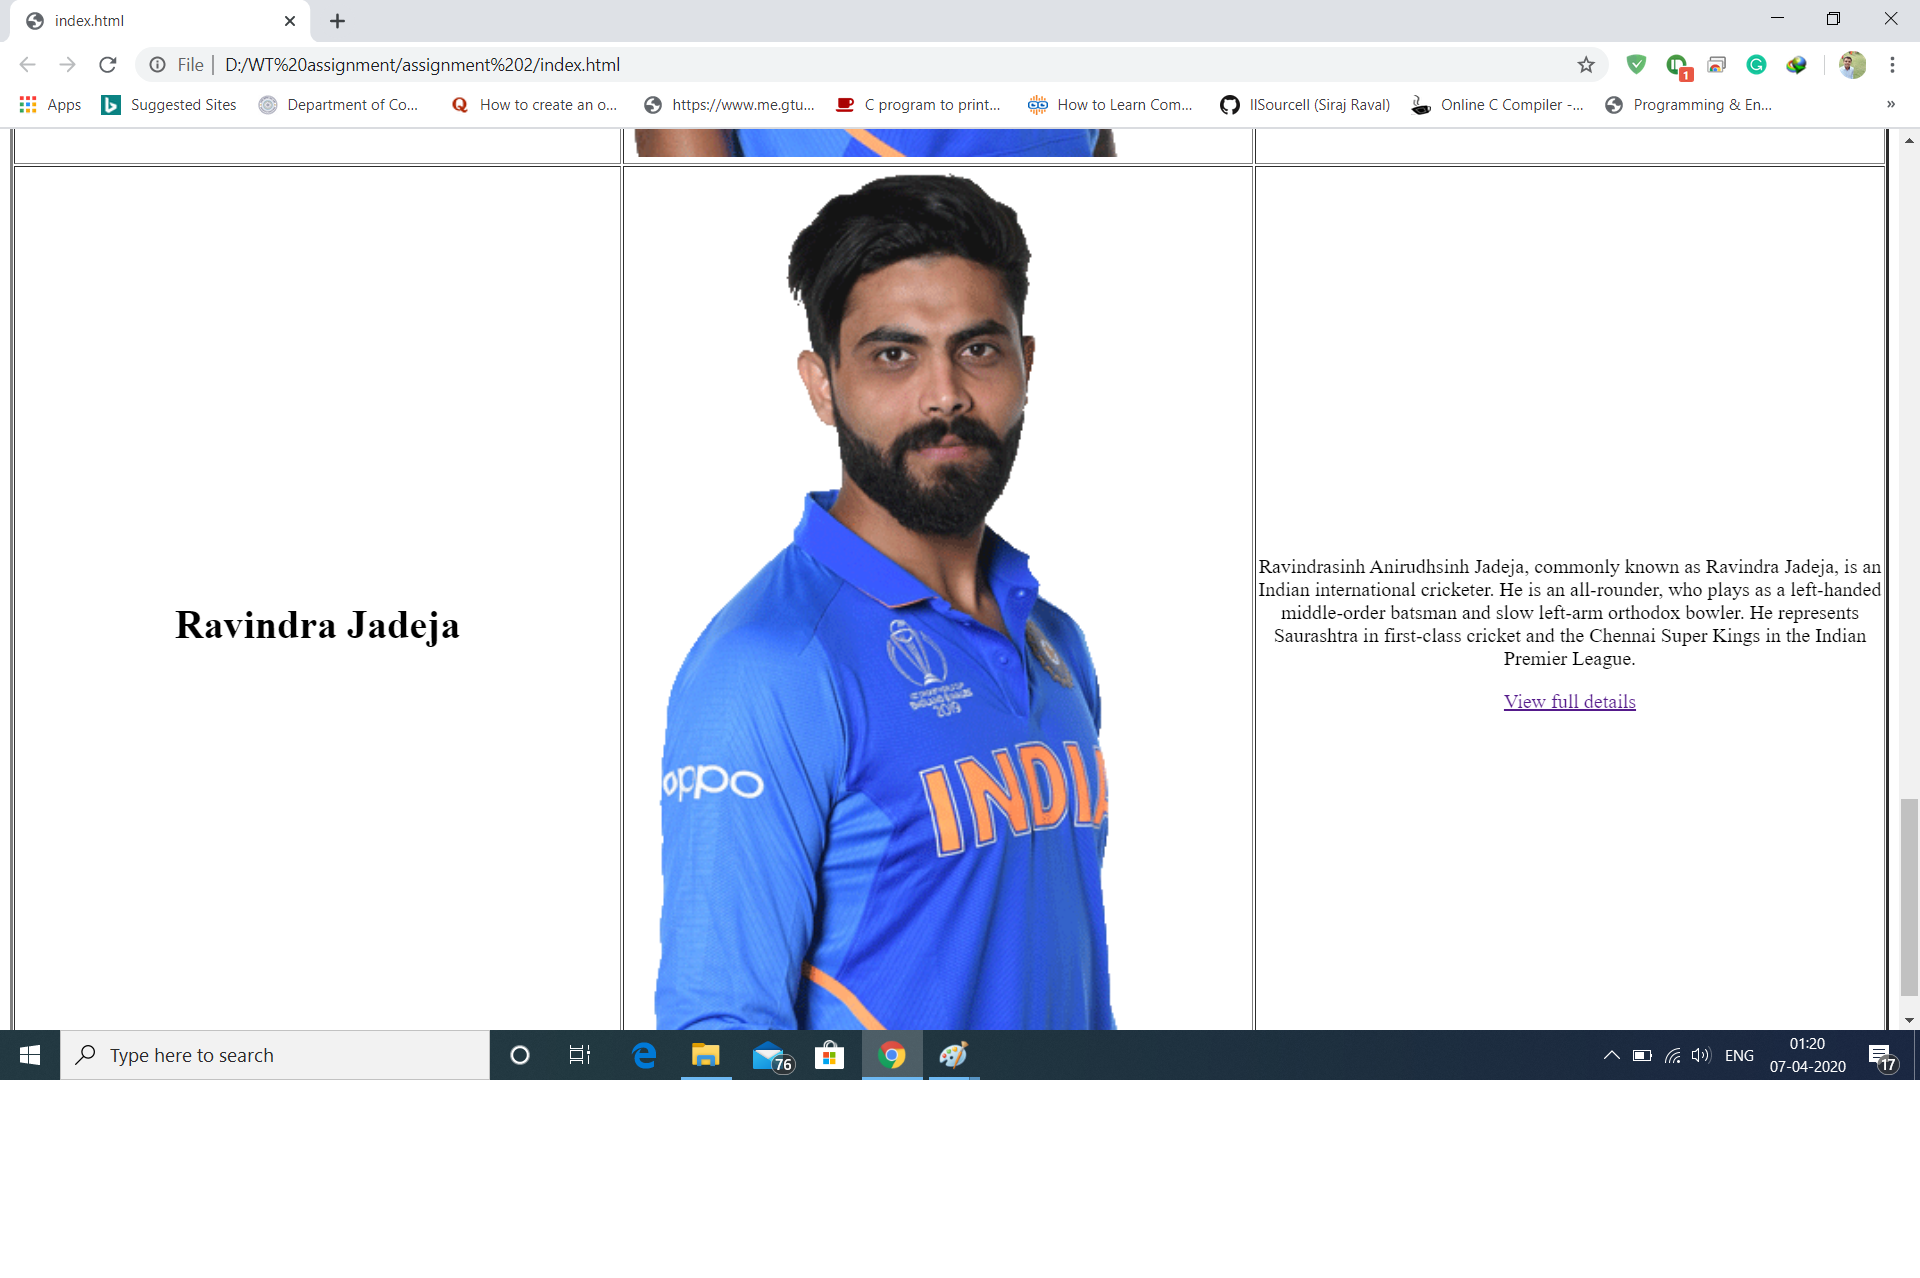 index.html
File | D:/WT%20assignment/assignment%202/index.html
1
Apps
Suggested Sites
Department of Co...
How to create an o...
https://www.me.gtu...
C program to print...
How to Learn Com...
llSourcell (Siraj Raval)
Online C Compiler -...
Programming & En...
»
Ravindra Jadeja
2019
oppo
INDIA
Ravindrasinh Anirudhsinh Jadeja, commonly known as Ravindra Jadeja, is an
Indian international cricketer. He is an all-rounder, who plays as a left-handed
middle-order batsman and slow left-arm orthodox bowler. He represents
Saurashtra in first-class cricket and the Chennai Super Kings in the Indian
Premier League.
View full details
Type here to search
76
ENG
01:20
07-04-2020
17